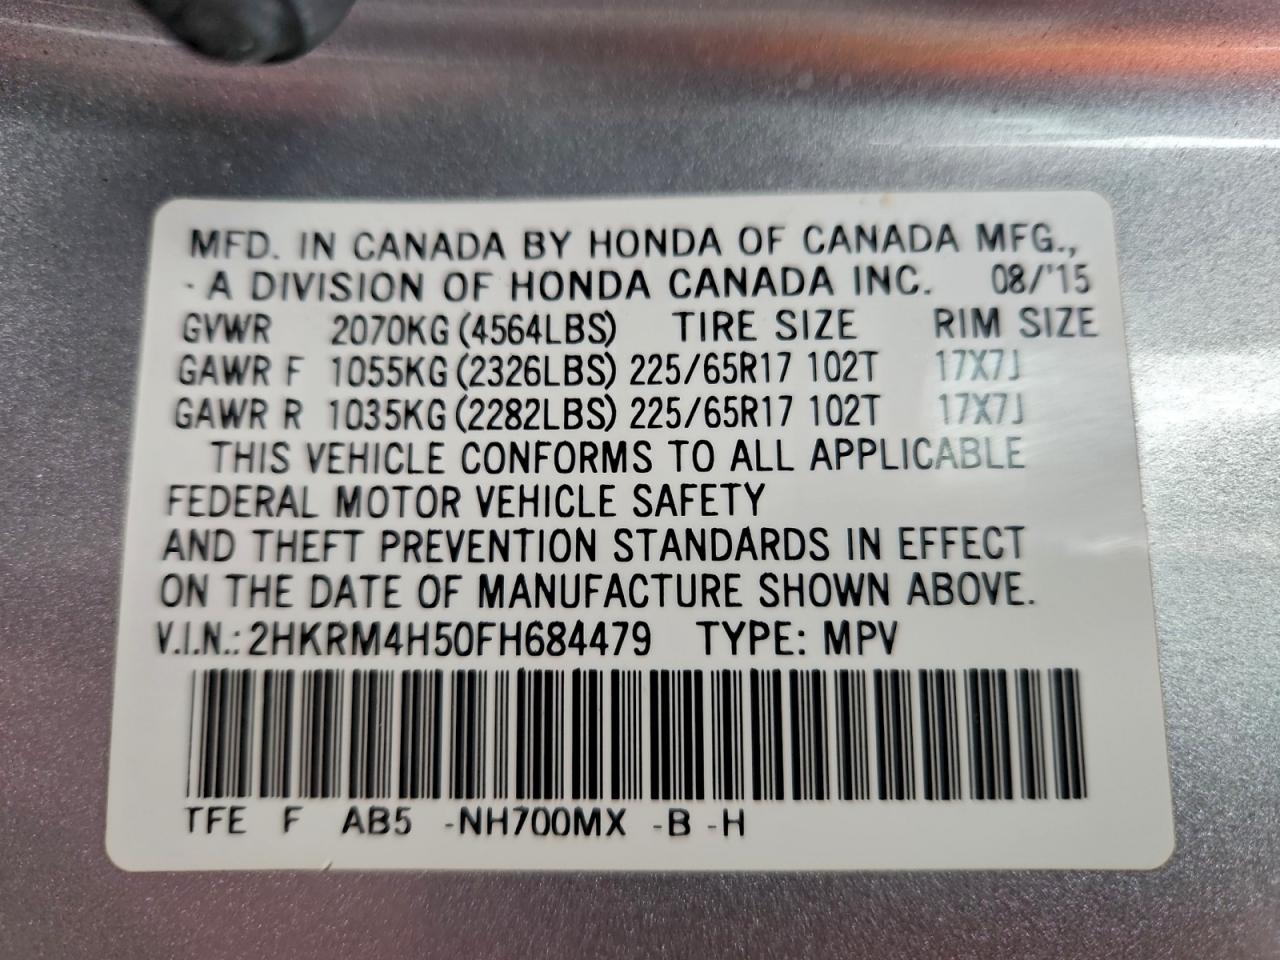 MFD. IN CANADA BY HONDA OF CANADA MFG.,
- A DIVISION OF HONDA CANADA INC. 08/'15
GVWR 2070KG (4564LBS) TIRE SIZE RIM SIZE
GAWR F 1055KG (2326LBS) 225/65R17 102T 17X7J
GAWR R 1035KG (2282LBS) 225/65R17 102T 17X7J
THIS VEHICLE CONFORMS TO ALL APPLICABLE
FEDERAL MOTOR VEHICLE SAFETY
AND THEFT PREVENTION STANDARDS IN EFFECT
ON THE DATE OF MANUFACTURE SHOWN ABOVE.
V.I.N.: 2HKRM4H50FH684479 TYPE: MPV
TFE F AB5 -NH700MX -B -H